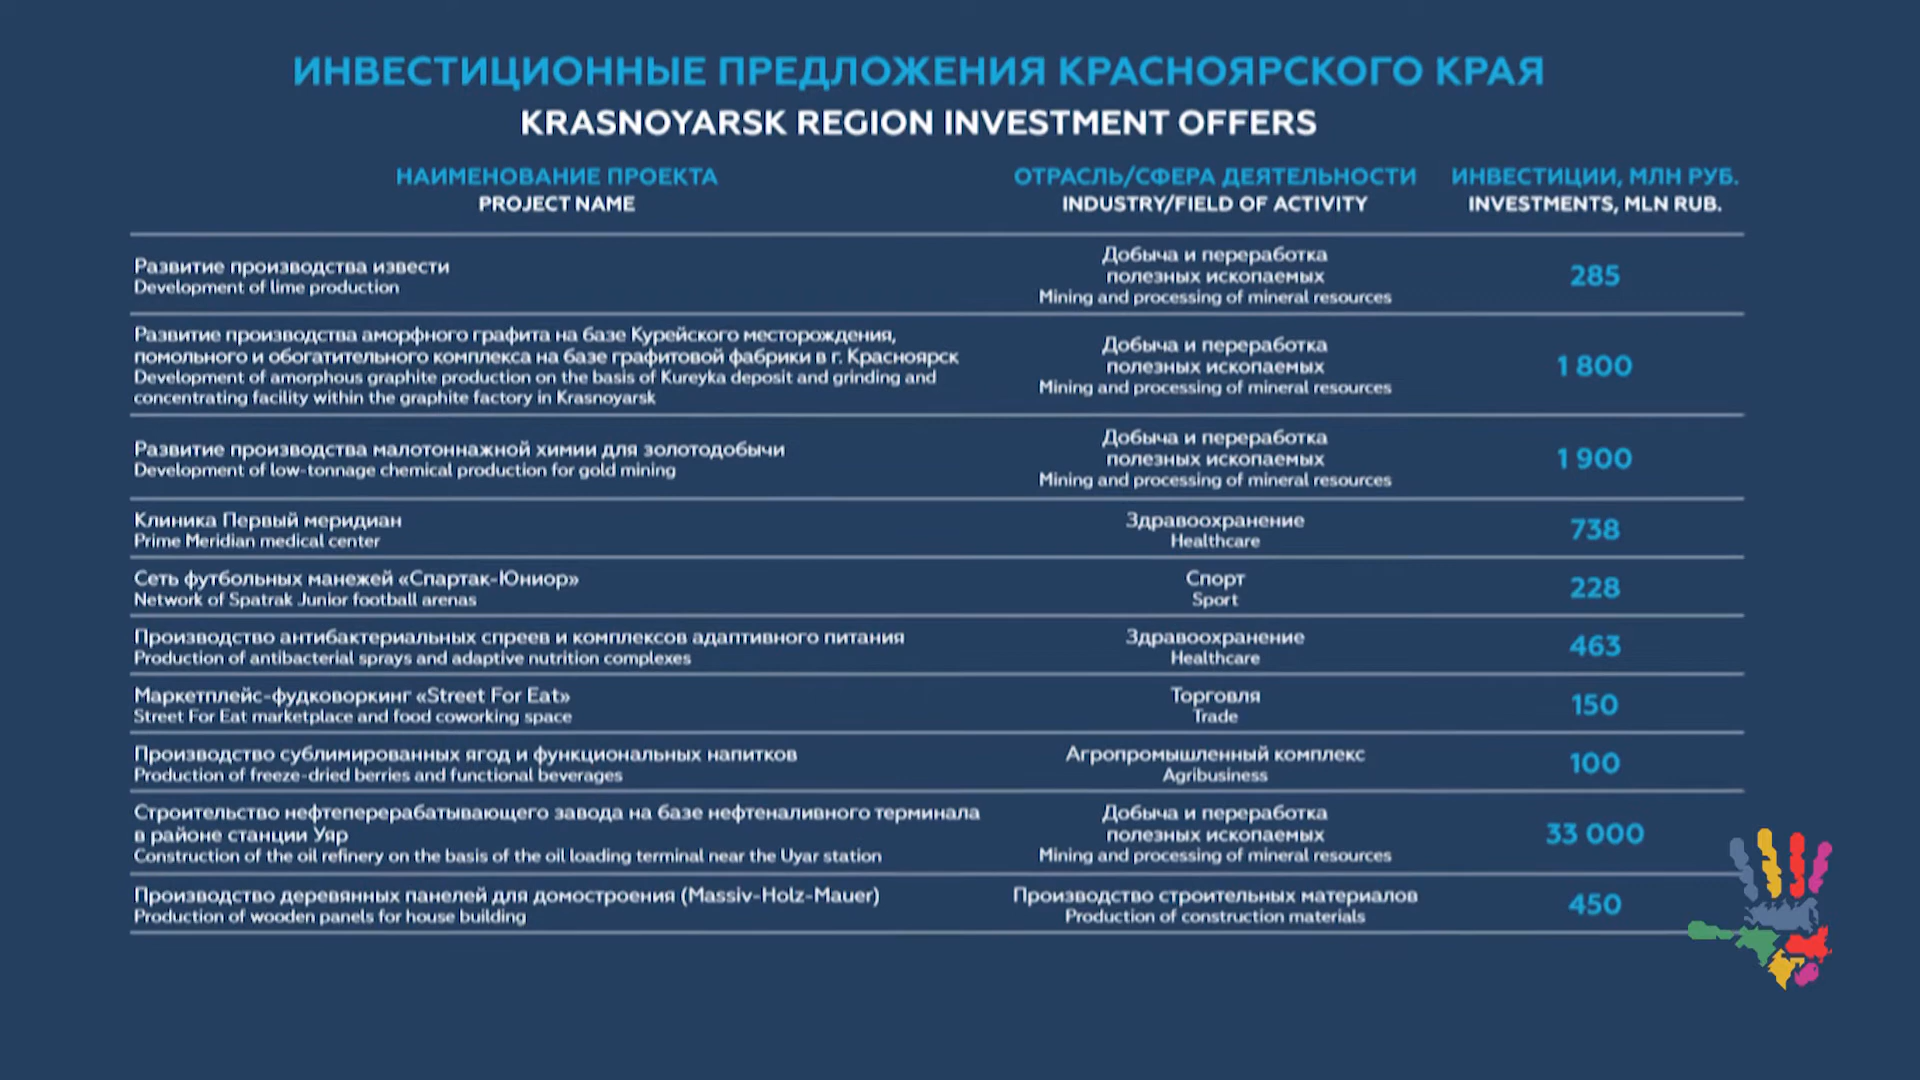 ИНВЕСТИЦИОННЫЕ ПРЕДЛОЖЕНИЯ КРАСНОЯРСКОГО КРАЯ
KRASNOYARSK REGION INVESTMENT OFFERS
НАИМЕНОВАНИЕ ПРОЕКТА
PROJECT NAME
ОТРАСЛЬ/СФЕРА ДЕЯТЕЛЬНОСТИ
INDUSTRY/FIELD OF ACTIVITY
ИНВЕСТИЦИИ, МЛН РУБ.
INVESTMENTS, MLN RUB.
Развитие производства извести
Development of lime production
Добыча и переработка
полезных ископаемых
Mining and processing of mineral resources
285
Развитие производства аморфного графита на базе Курейского месторождения,
помольного и обогатительного комплекса на базе графитовой фабрики в г. Красноярск
Development of amorphous graphite production on the basis of Kureyka deposit and grinding and
concentrating facility within the graphite factory in Krasnoyarsk
Добыча и переработка
полезных ископаемых
Mining and processing of mineral resources
1 800
Развитие производства малотоннажной химии для золотодобычи
Development of low-tonnage chemical production for gold mining
Добыча и переработка
полезных ископаемых
Mining and processing of mineral resources
1 900
Клиника Первый меридиан
Prime Meridian medical center
Здравоохранение
Healthcare
738
Сеть футбольных манежей «Спартак-Юниор»
Network of Spatrak Junior football arenas
Спорт
Sport
228
Производство антибактериальных спреев и комплексов адаптивного питания
Production of antibacterial sprays and adaptive nutrition complexes
Здравоохранение
Healthcare
463
Маркетплейс-фудковоркинг «Street For Eat»
Street For Eat marketplace and food coworking space
Торговля
Trade
150
Производство сублимированных ягод и функциональных напитков
Production of freeze-dried berries and functional beverages
Агропромышленный комплекс
Agribusiness
100
Строительство нефтеперерабатывающего завода на базе нефтеналивного терминала
в районе станции Уяр
Construction of the oil refinery on the basis of the oil loading terminal near the Uyar station
Добыча и переработка
полезных ископаемых
Mining and processing of mineral resources
33 000
Производство деревянных панелей для домостроения (Massiv-Holz-Mauer)
Production of wooden panels for house building
Производство строительных материалов
Production of construction materials
450